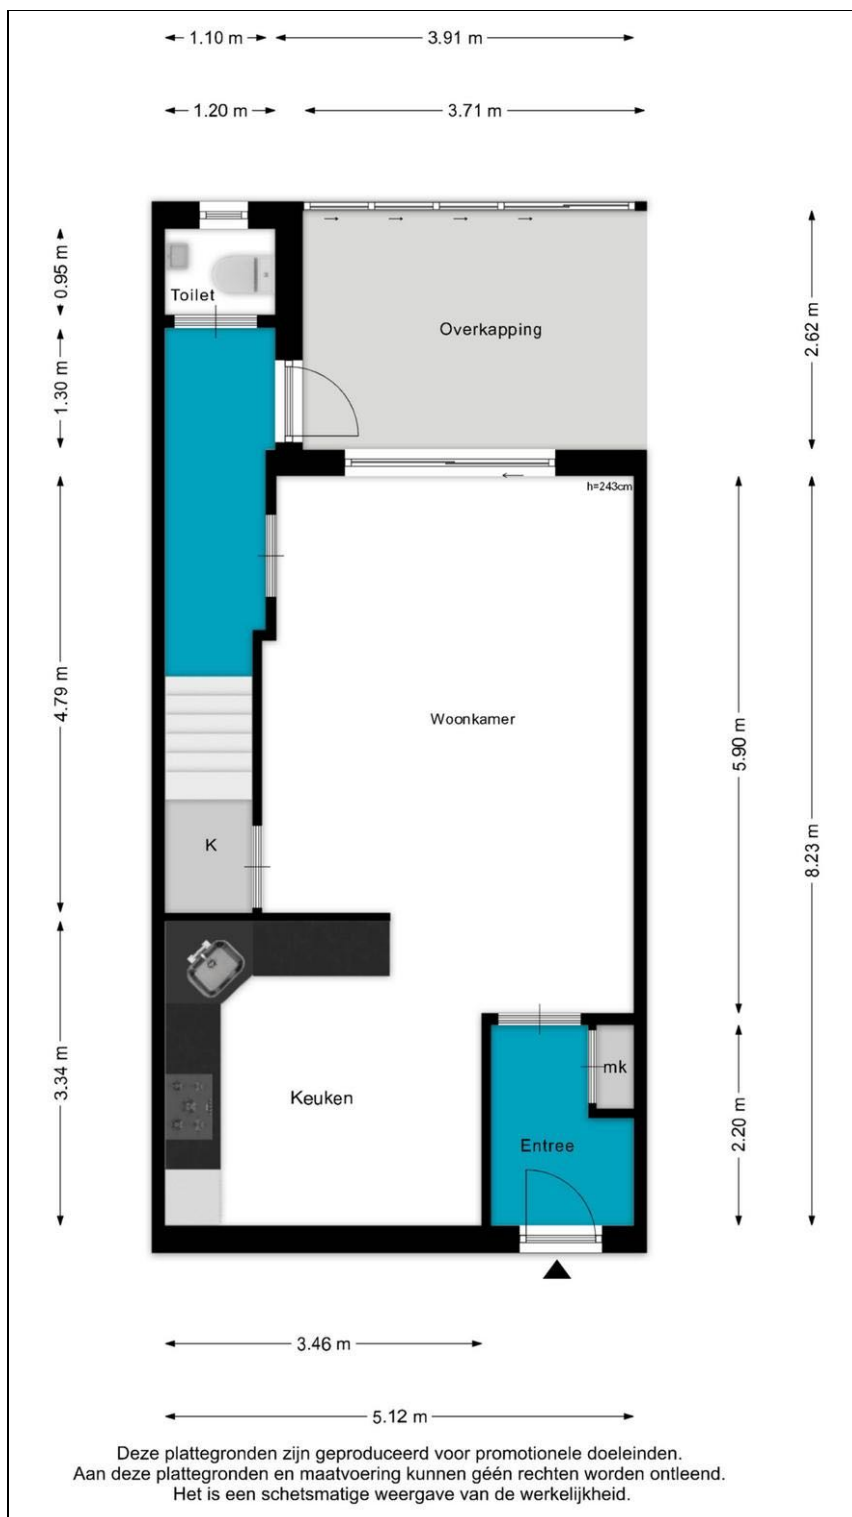 1.10 m 3.91 m
1.20 m 3.71 m
0.95 m
Toilet
Overkapping
2.62 m
1.30 m
h=243cm
4.79 m
Woonkamer
5.90 m
8.23 m
K
3.34 m
Keuken
mk
2.20 m
Entree
3.46 m
5.12 m
Deze plattegronden zijn geproduceerd voor promotionele doeleinden.
Aan deze plattegronden en maatvoering kunnen géén rechten worden ontleend.
Het is een schetsmatige weergave van de werkelijkheid.